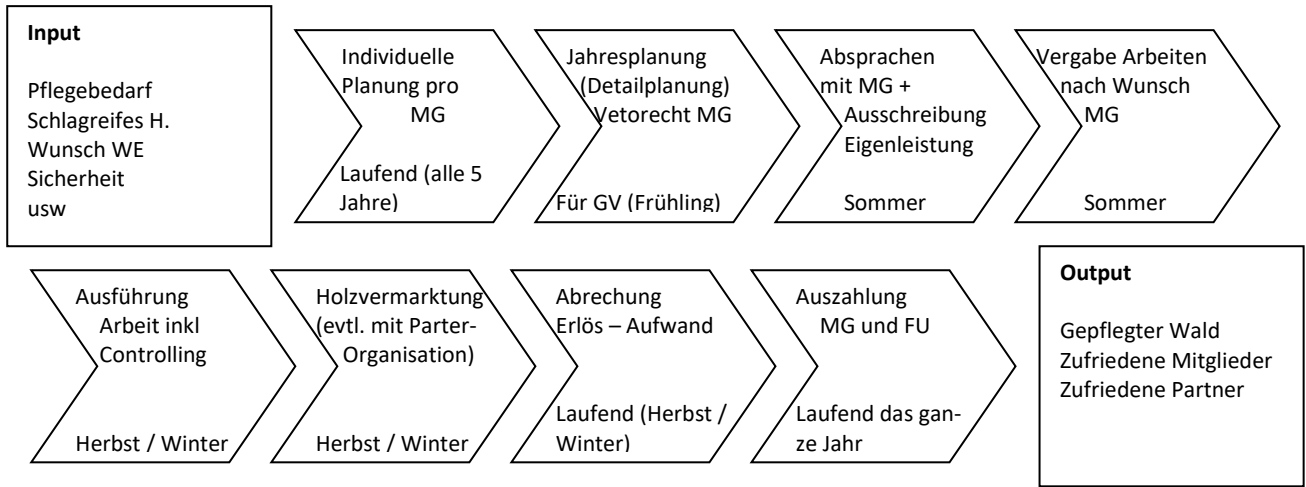 Input
Pflegebedarf
Schlagreifes H.
Wunsch WE
Sicherheit
usw
Individuelle
Planung pro
MG
Laufend (alle 5
Jahre)
Jahresplanung
(Detailplanung)
Vetorecht MG
Für GV (Frühling)
Absprachen
mit MG +
Ausschreibung
Eigenleistung
Sommer
Vergabe Arbeiten
nach Wunsch
MG
Sommer
Ausführung
Arbeit inkl
Controlling
Herbst / Winter
Holzvermarktung
(evtl. mit Parter-
Organisation)
Herbst / Winter
Abrechung
Erlös – Aufwand
Laufend (Herbst /
Winter)
Auszahlung
MG und FU
Laufend das gan-
ze Jahr
Output
Gepflegter Wald
Zufriedene Mitglieder
Zufriedene Partner